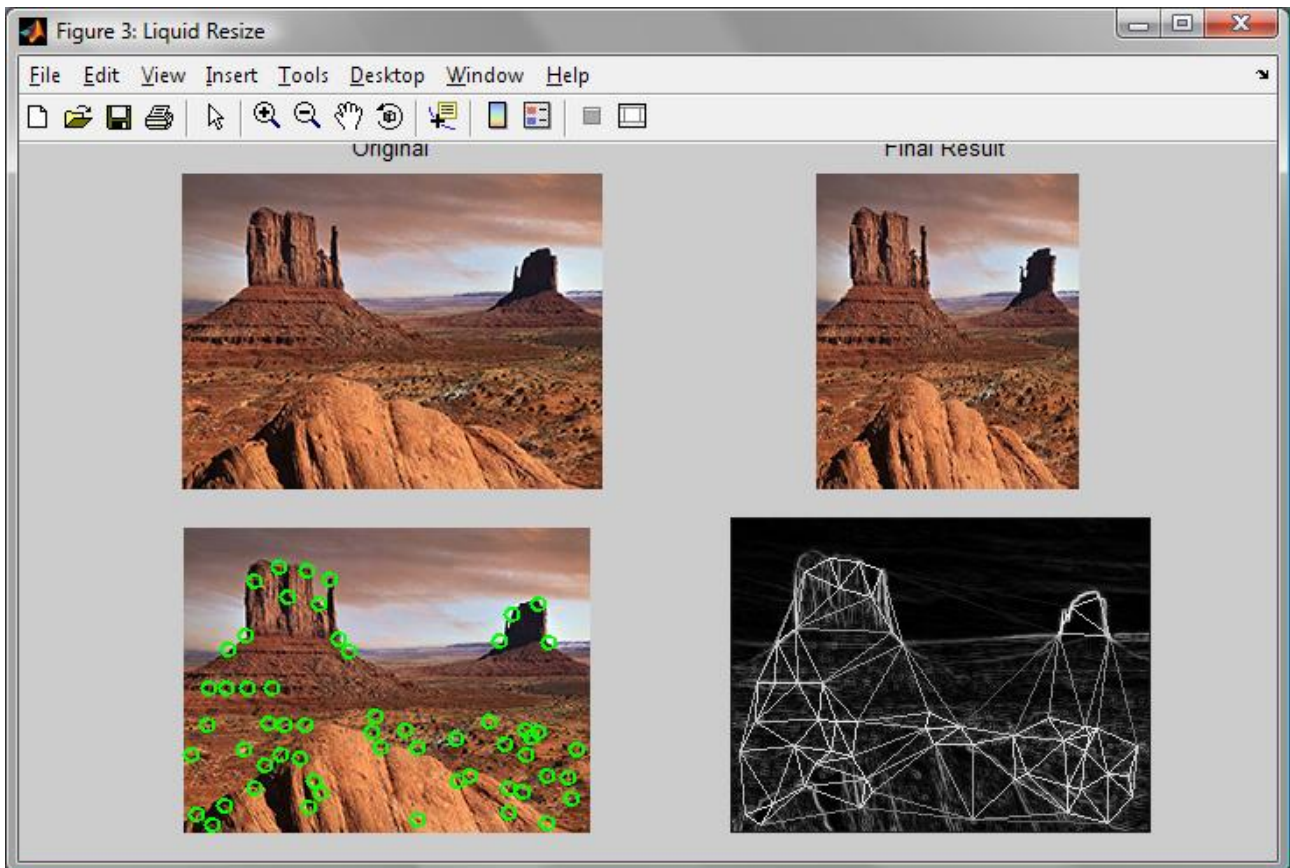 Figure 3: Liquid Resize
File Edit View Insert Tools Desktop Window Help
Original
Final Result